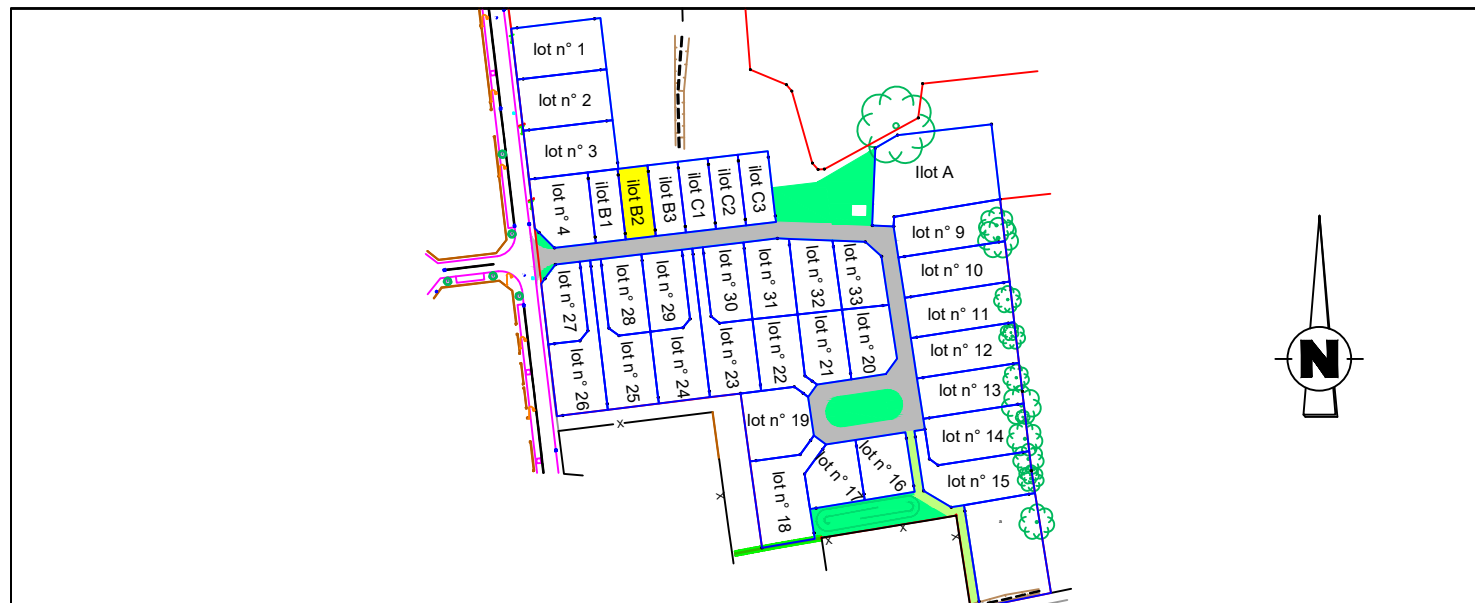 lot n° 1
lot n° 2
lot n° 3
lot n° 4
ilot B1
ilot B2
ilot B3
ilot C1
ilot C2
ilot C3
Ilot A
lot n° 9
lot n° 10
lot n° 11
lot n° 12
lot n° 13
lot n° 14
lot n° 15
lot n° 27
lot n° 28
lot n° 29
lot n° 30
lot n° 31
lot n° 32
lot n° 33
lot n° 26
lot n° 25
lot n° 24
lot n° 23
lot n° 22
lot n° 21
lot n° 20
lot n° 19
lot n° 18
lot n° 17
lot n° 16
N